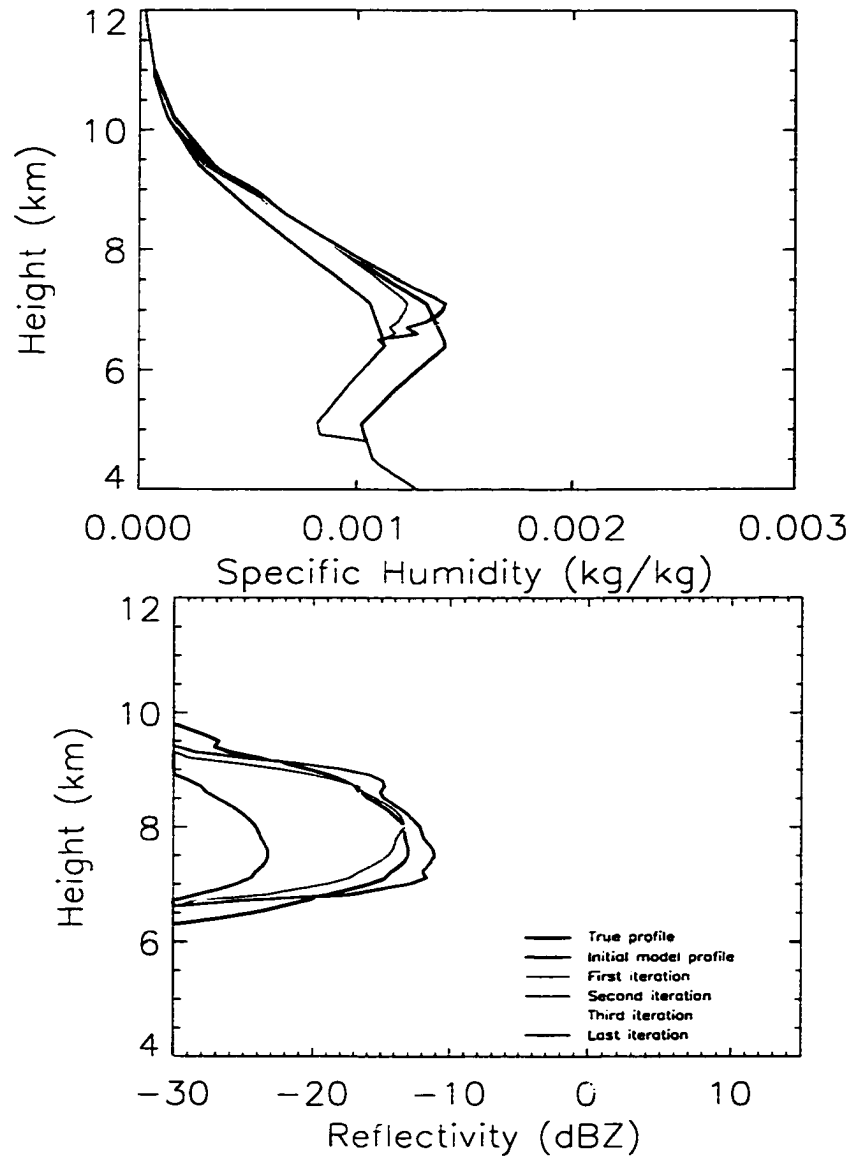 12
10
8
6
4
Height (km)
0.000 0.001 0.002 0.003
Specific Humidity (kg/kg)
12
10
8
6
4
Height (km)
True profile
Initial model profile
First iteration
Second iteration
Third iteration
Last iteration
-30 -20 -10 0 10
Reflectivity (dBZ)